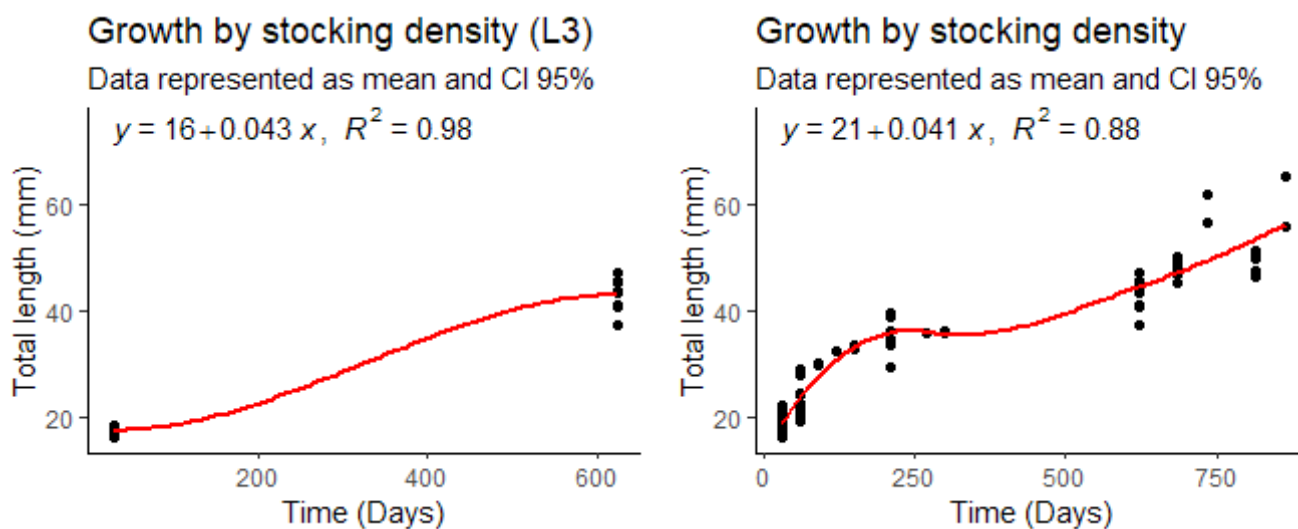 Growth by stocking density (L3)
Data represented as mean and CI 95%
y = 16+0.043 x, R² = 0.98
Total length (mm)
60
40
20
200
400
600
Time (Days)
Growth by stocking density
Data represented as mean and CI 95%
y = 21+0.041 x, R² = 0.88
Total length (mm)
60
40
20
0
250
500
750
Time (Days)